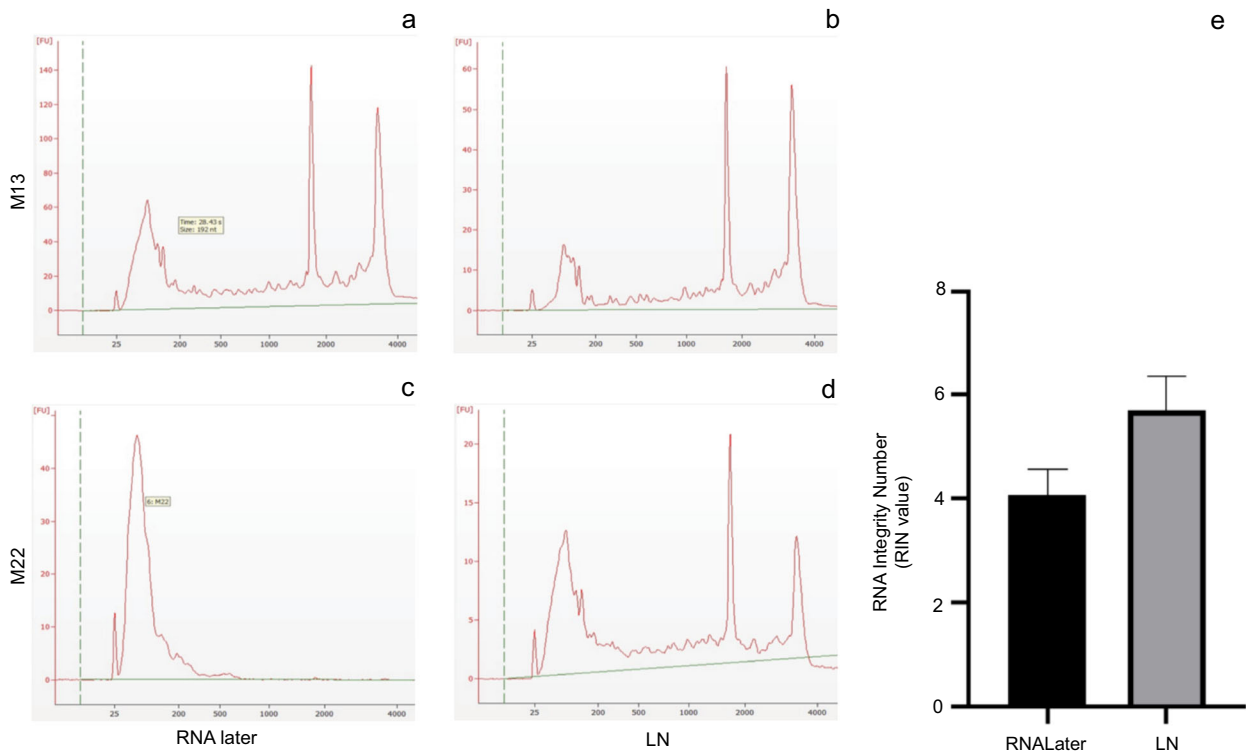 a
[FU]
140
120
100
80
60
40
20
0
25 200 500 1000 2000 4000
Time: 28.43 s
Size: 192 nt
M13
b
[FU]
60
50
40
30
20
10
0
25 200 500 1000 2000 4000
c
[FU]
40
30
20
10
0
25 200 500 1000 2000 4000
6: M22
M22
RNA later
d
[FU]
20
15
10
5
0
25 200 500 1000 2000 4000
LN
e
RNA Integrity Number
(RIN value)
8
6
4
2
0
RNALater LN